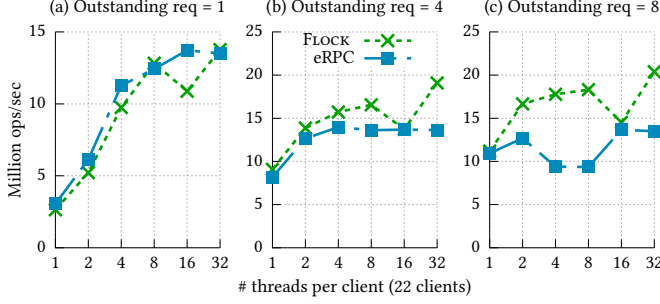 (a) Outstanding req = 1
(b) Outstanding req = 4
(c) Outstanding req = 8
Million ops/sec
15
10
5
0
1 2 4 8 16 32
25
20
15
10
5
0
FLOCK
eRPC
1 2 4 8 16 32
25
20
15
10
5
0
1 2 4 8 16 32
# threads per client (22 clients)